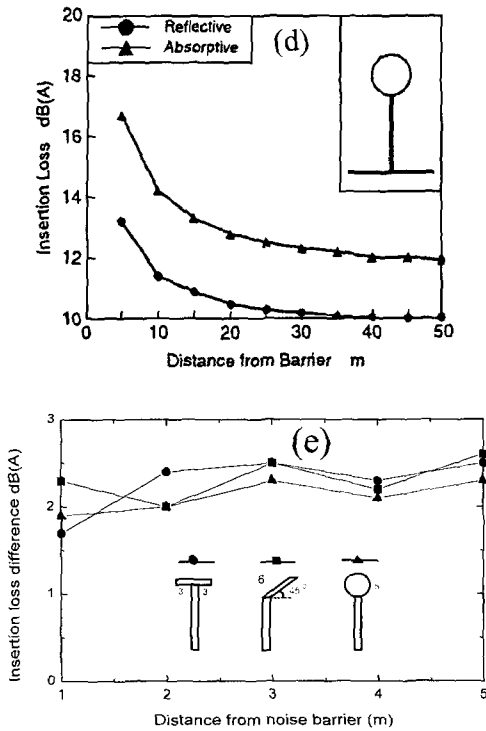 Reflective
Absorptive
(d)
Insertion Loss dB(A)
20
18
16
14
12
10
0 10 20 30 40 50
Distance from Barrier m
(e)
Insertion loss difference dB(A)
3
2
1
0
3 3
6
45°
1 2 3 4 5
Distance from noise barrier (m)